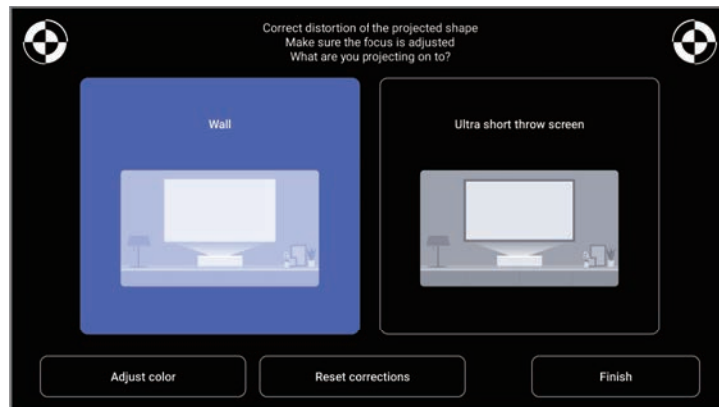 Correct distortion of the projected shape
Make sure the focus is adjusted
What are you projecting on to?
Wall
Ultra short throw screen
Adjust color
Reset corrections
Finish